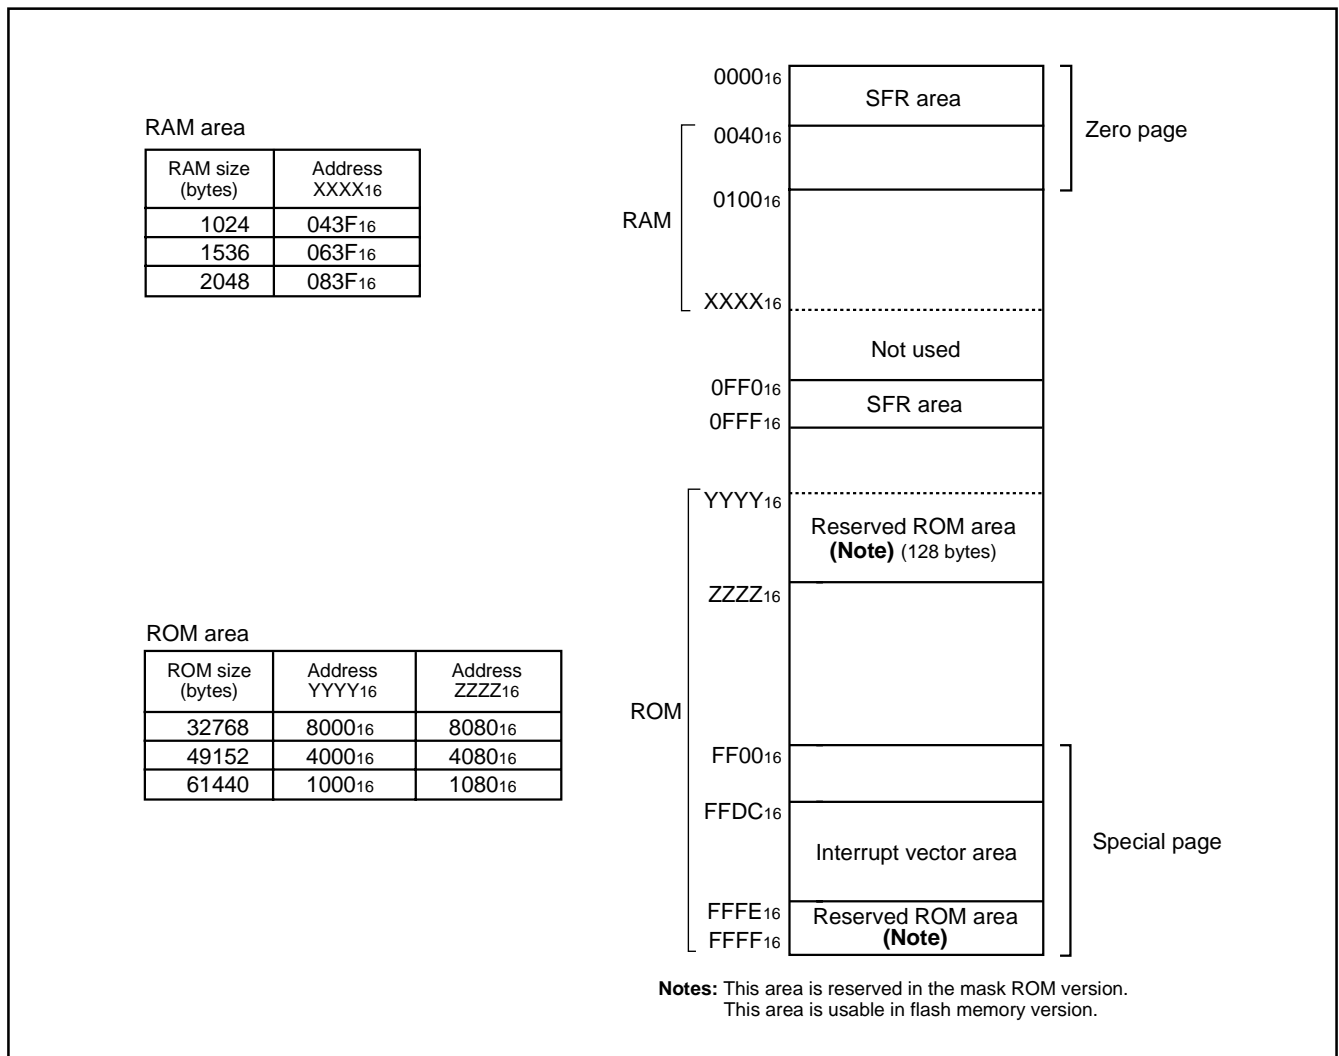 RAM area
RAM size (bytes) Address XXXX16
1024 043F16
1536 063F16
2048 083F16
ROM area
ROM size (bytes) Address YYYY16 Address ZZZZ16
32768 800016 808016
49152 400016 408016
61440 100016 108016
000016
SFR area
Zero page
004016
010016
RAM
XXXX16
Not used
0FF016
SFR area
0FFF16
YYYY16
Reserved ROM area
(Note) (128 bytes)
ZZZZ16
ROM
FF0016
FFDC16
Interrupt vector area
Special page
FFFE16
Reserved ROM area
(Note)
FFFF16
Notes: This area is reserved in the mask ROM version.
This area is usable in flash memory version.